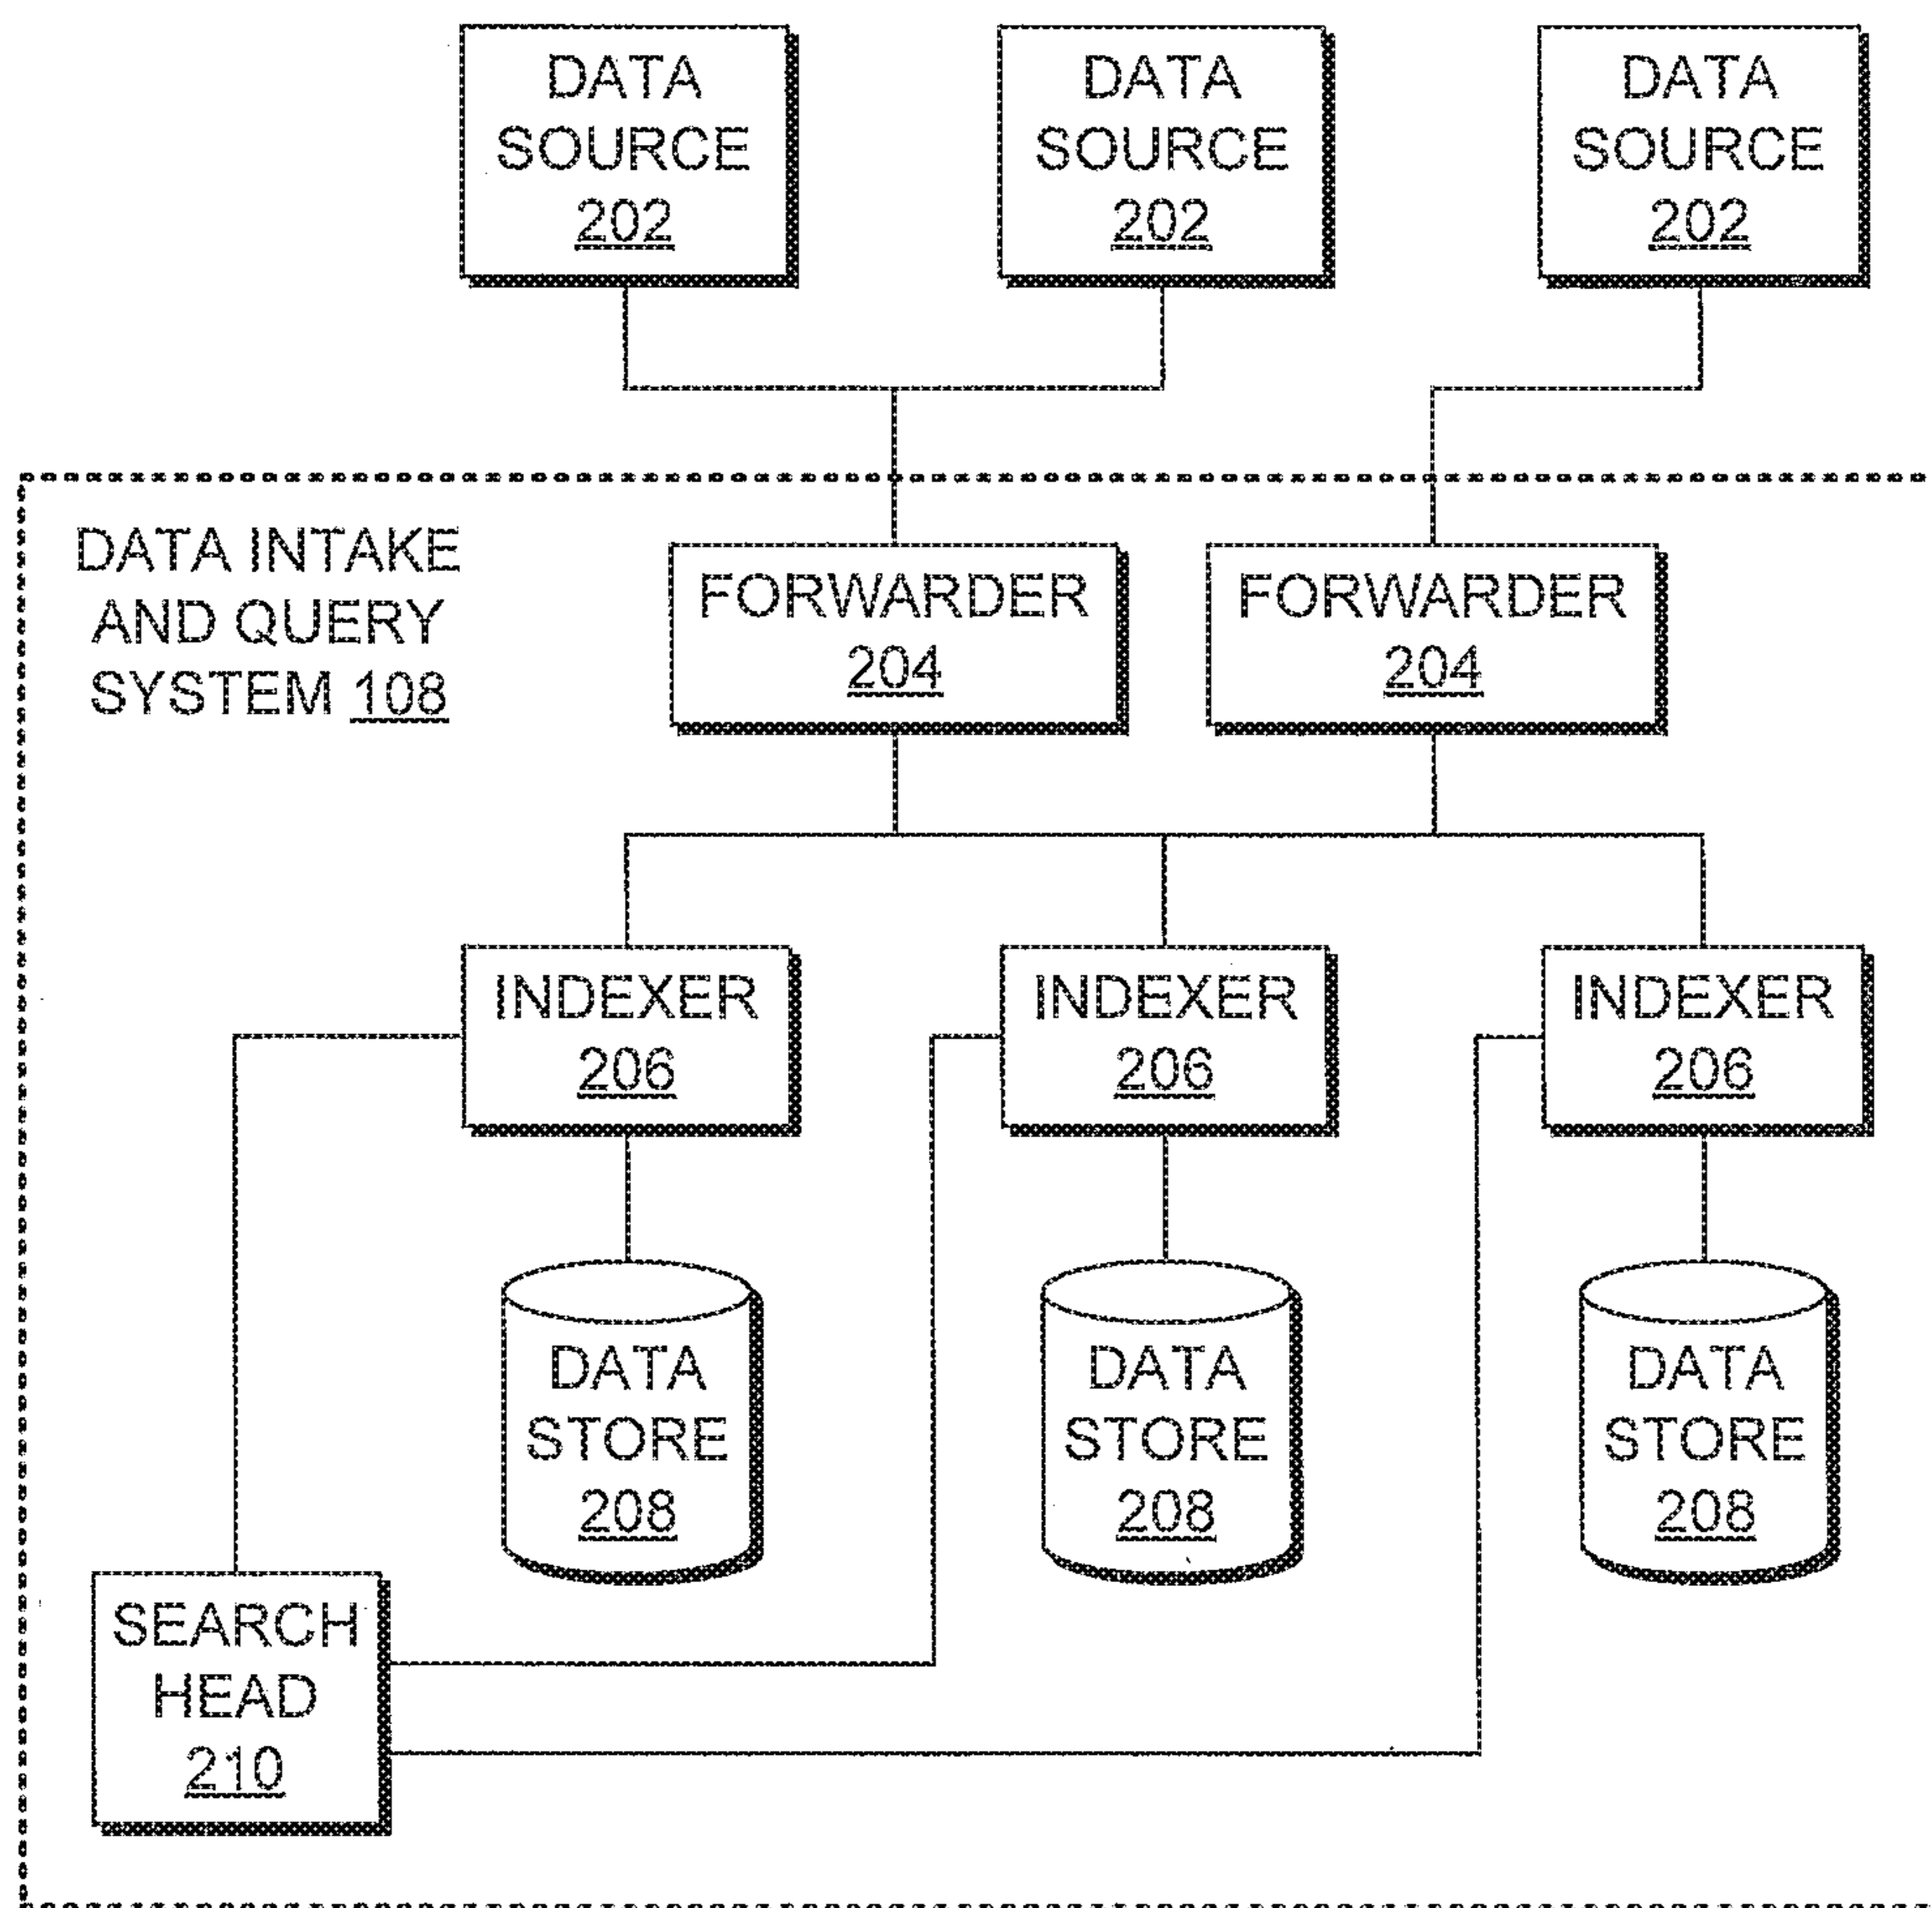 DATA
SOURCE
202
DATA
SOURCE
202
DATA
SOURCE
202
DATA INTAKE
AND QUERY
SYSTEM 108
FORWARDER
204
FORWARDER
204
INDEXER
206
INDEXER
206
INDEXER
206
DATA
STORE
208
DATA
STORE
208
DATA
STORE
208
SEARCH
HEAD
210